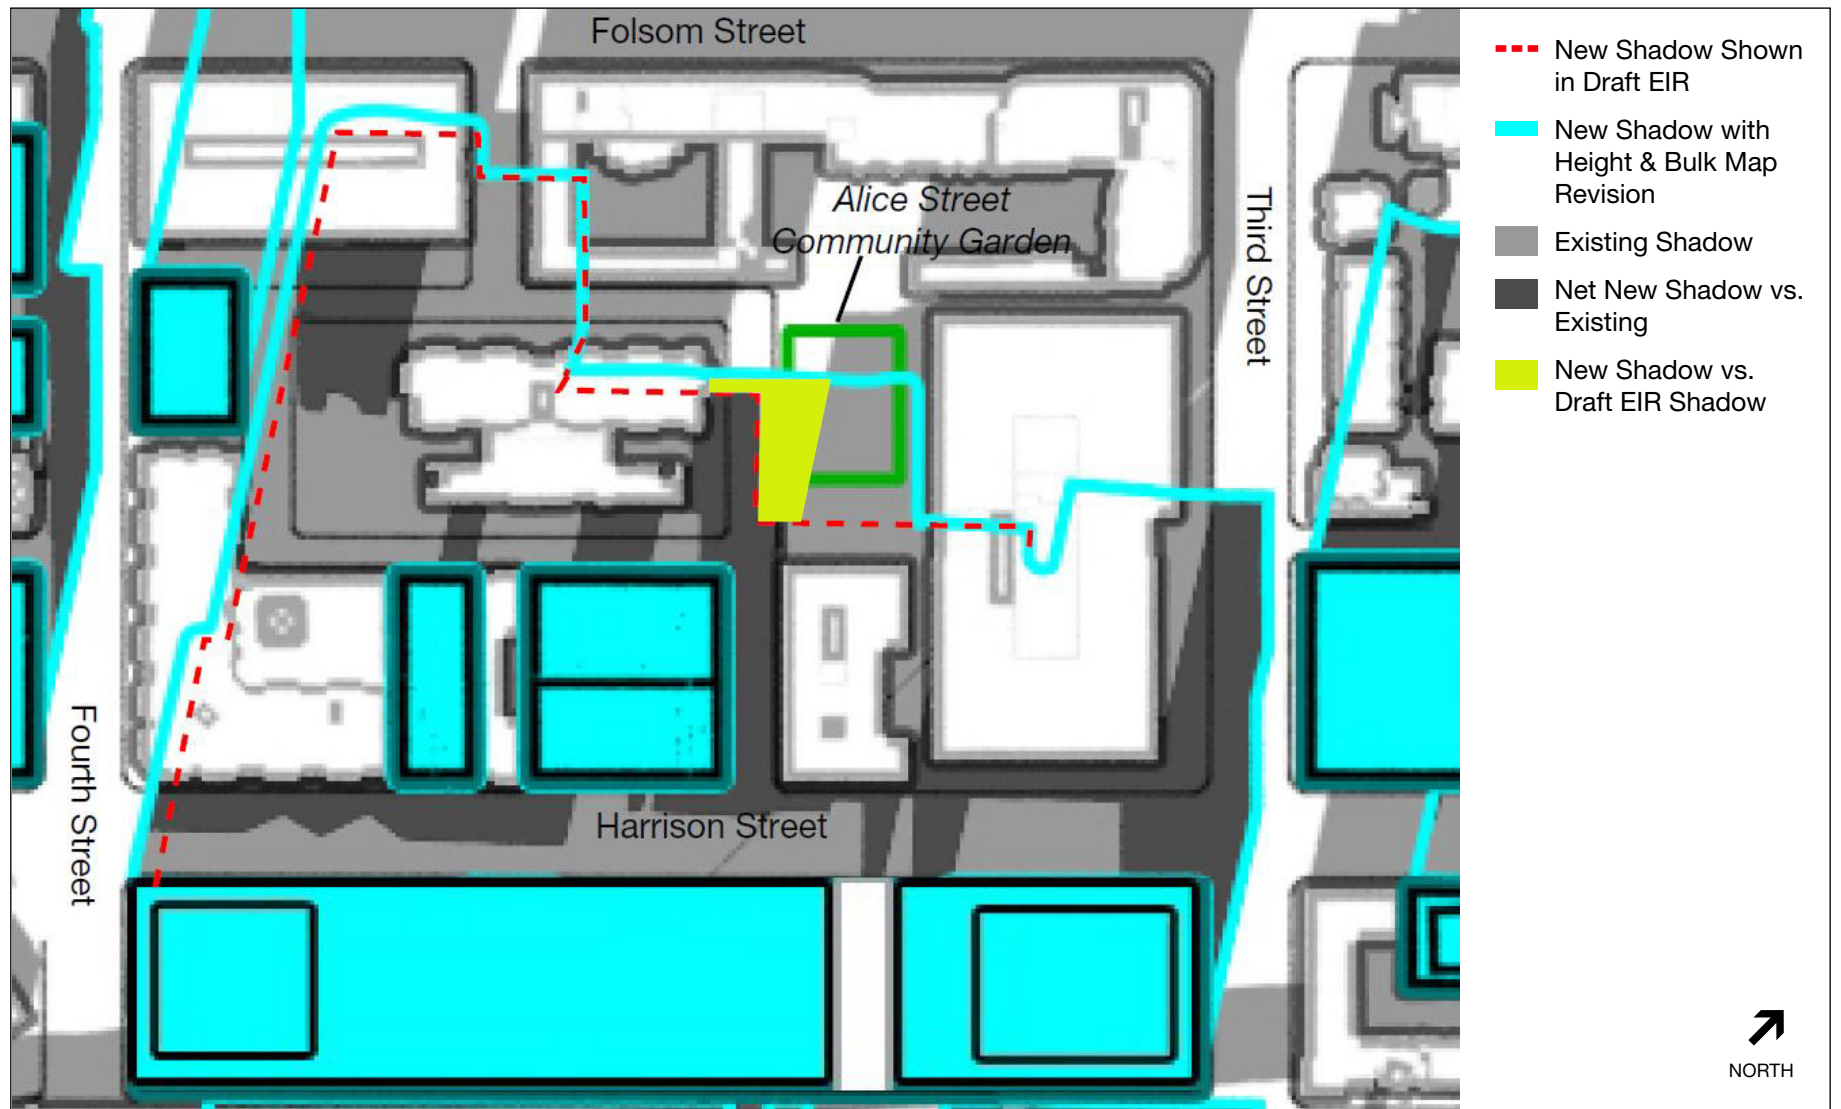 Folsom Street
Alice Street
Community Garden
Third Street
Fourth Street
Harrison Street
New Shadow Shown
in Draft EIR
New Shadow with
Height & Bulk Map
Revision
Existing Shadow
Net New Shadow vs.
Existing
New Shadow vs.
Draft EIR Shadow
NORTH